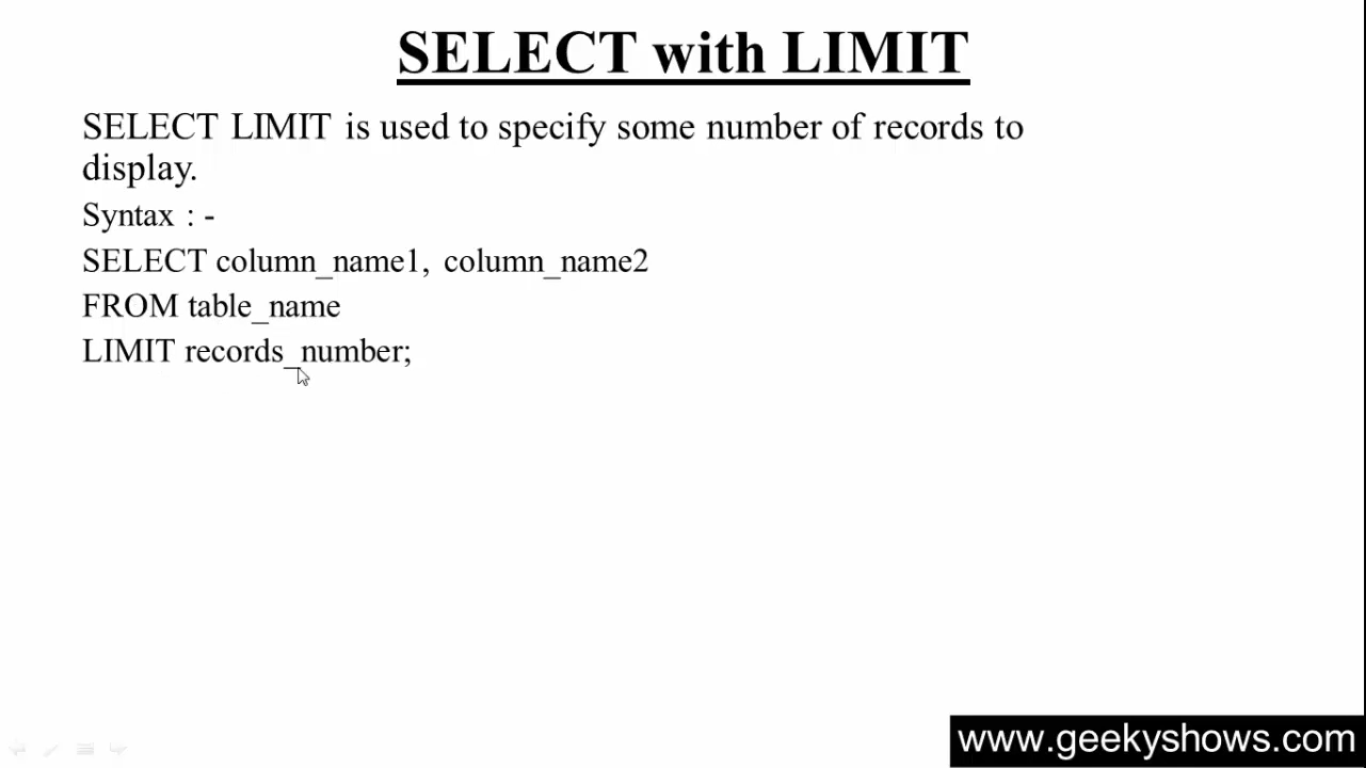 SELECT with LIMIT
SELECT LIMIT is used to specify some number of records to
display.
Syntax : -
SELECT column_name1, column_name2
FROM table_name
LIMIT records_number;
www.geekyshows.com